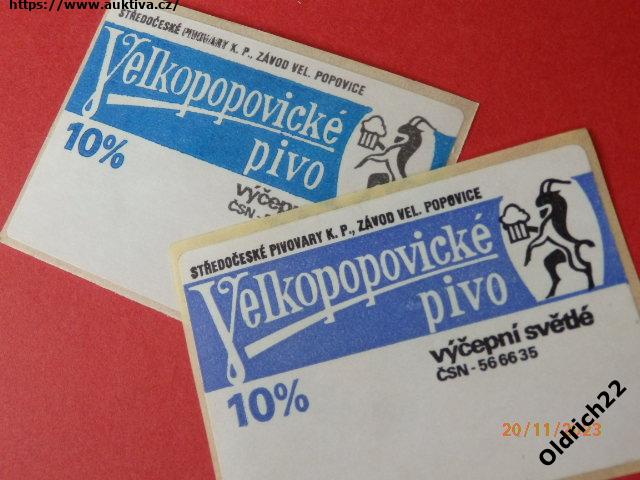 https://www.auktiva.cz/
STŘEDOČESKÉ PIVOVARY K. P., ZÁVOD VEL. POPOVICE
Velkopopovické
pivo
10%
výčepní
ČSN - 5
STŘEDOČESKÉ PIVOVARY K. P., ZÁVOD VEL. POPOVICE
Velkopopovické
pivo
10%
výčepní světlé
ČSN - 56 66 35
20/11/2023
Oldrich22